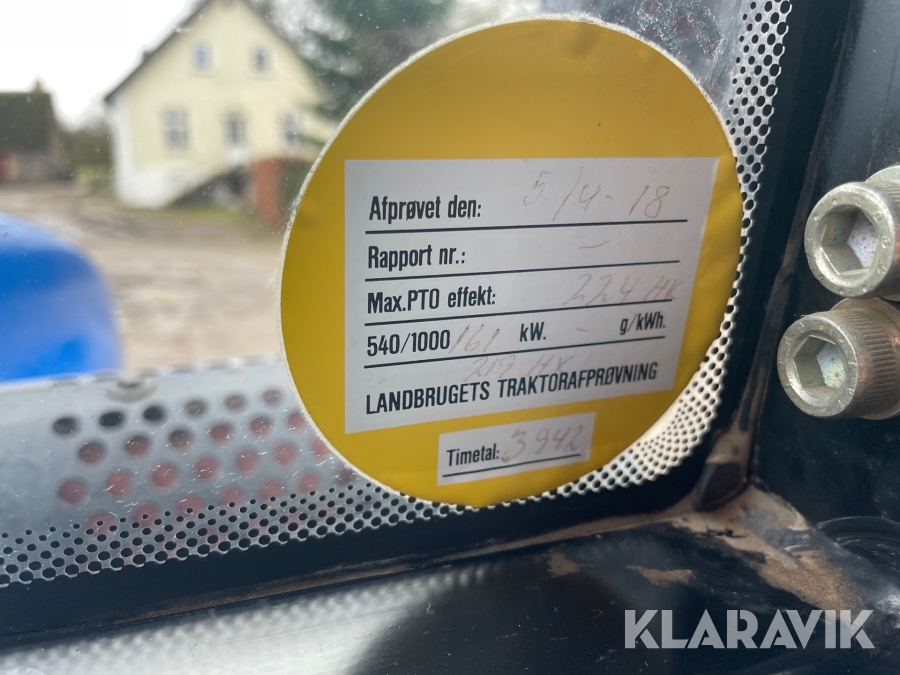 Afprøvet den: 5/4-18
Rapport nr.: -
Max.PTO effekt: 224 HK
540/1000 161 kW. - g/kWh.
219 HK
LANDBRUGETS TRAKTORAFPRØVNING
Timetal: 3942
KLARAVIK